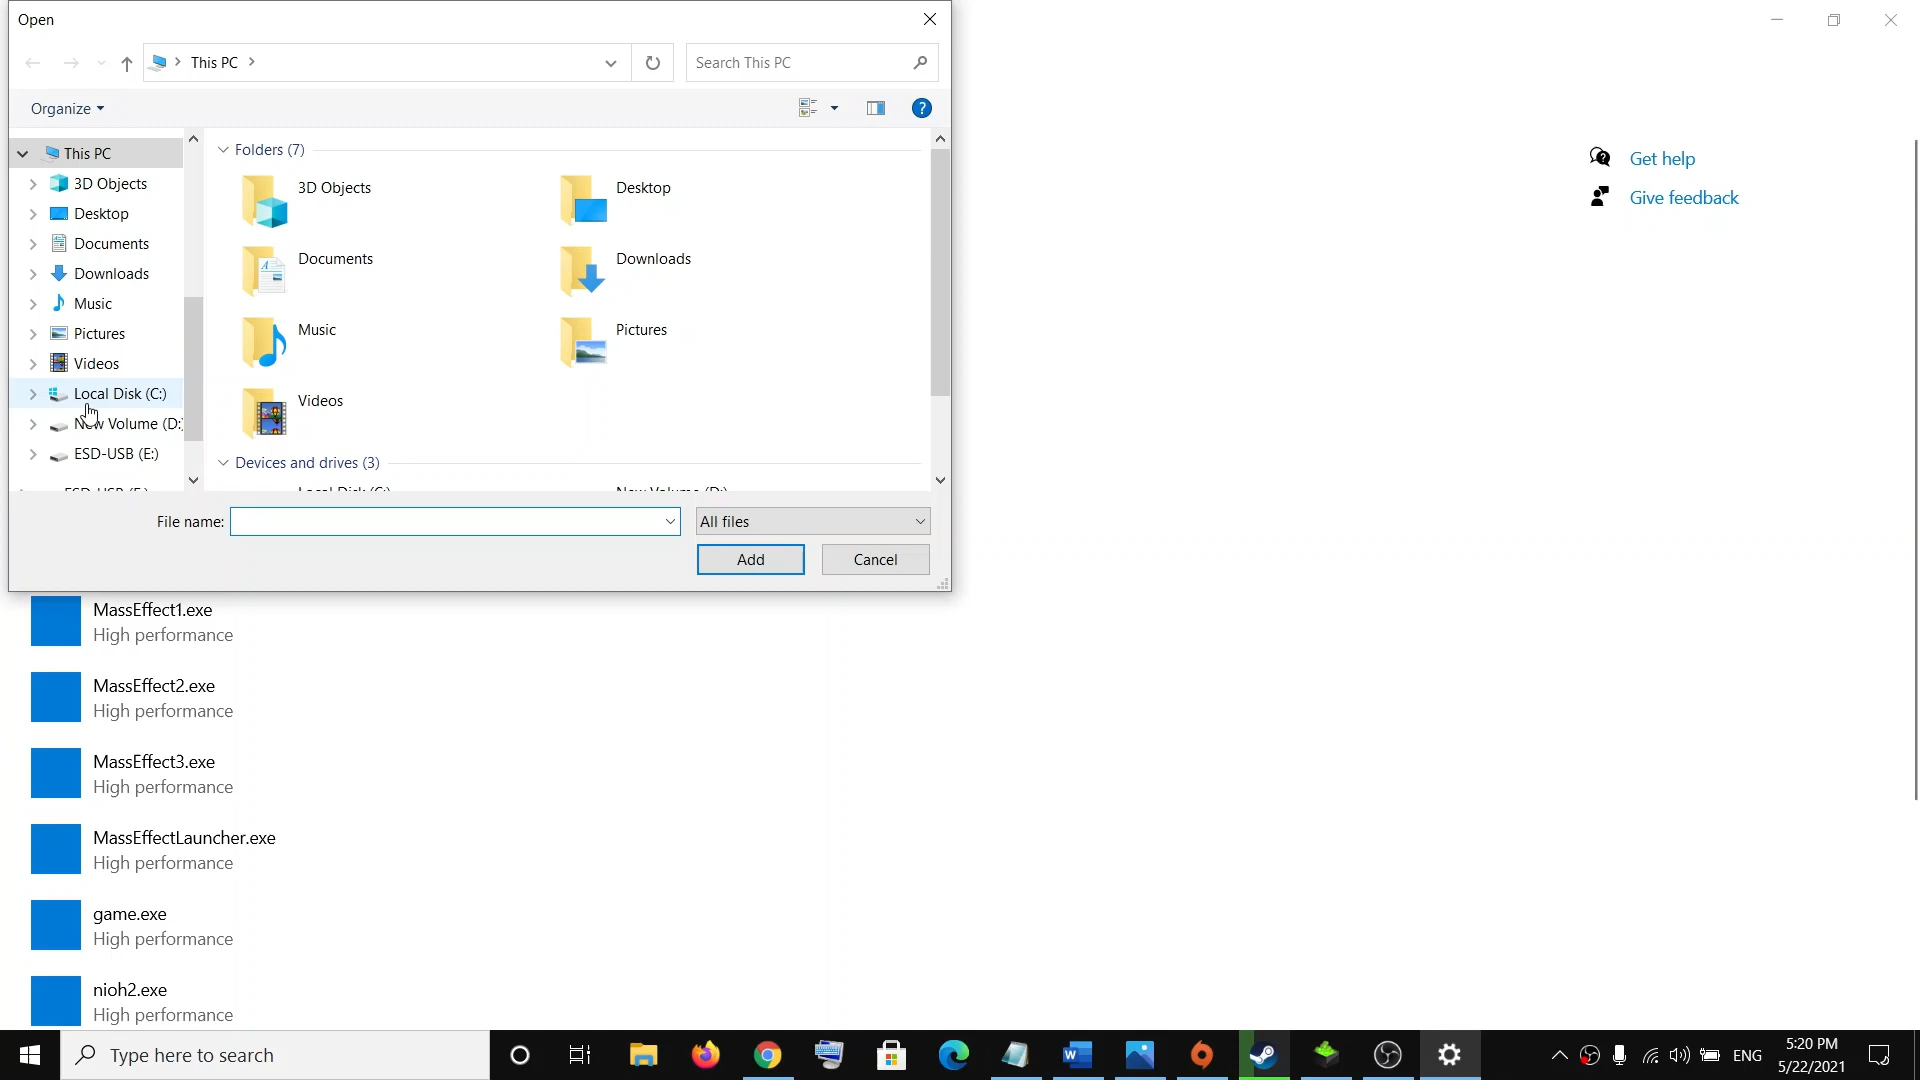 Open
This PC
Search This PC
Organize
This PC
3D Objects
Desktop
Documents
Downloads
Music
Pictures
Videos
Local Disk (C:)
New Volume (D:)
ESD-USB (E:)
ESD-USB (E:)
Folders (7)
3D Objects
Desktop
Documents
Downloads
Music
Pictures
Videos
Devices and drives (3)
Local Disk (C:)
New Volume (D:)
File name:
All files
Add
Cancel
Get help
Give feedback
MassEffect1.exe
High performance
MassEffect2.exe
High performance
MassEffect3.exe
High performance
MassEffectLauncher.exe
High performance
game.exe
High performance
nioh2.exe
High performance
Type here to search
ENG
5:20 PM
5/22/2021